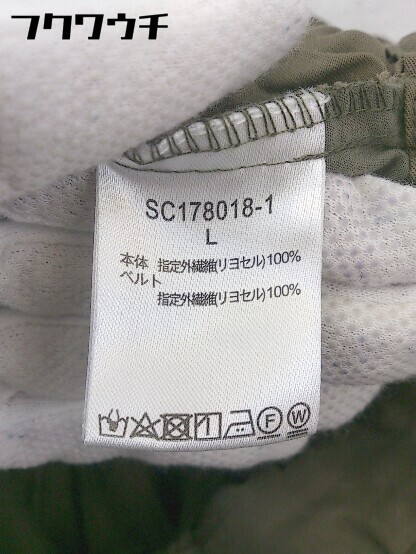 フクワウチ
SC178018-1
L
本体 指定外繊維(リヨセル)100%
ベルト
指定外繊維(リヨセル)100%
F W